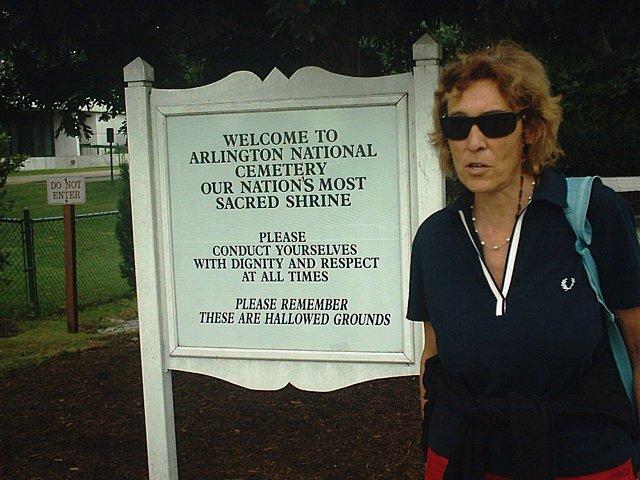 WELCOME TO
ARLINGTON NATIONAL
CEMETERY
OUR NATION'S MOST
SACRED SHRINE
PLEASE
CONDUCT YOURSELVES
WITH DIGNITY AND RESPECT
AT ALL TIMES
PLEASE REMEMBER
THESE ARE HALLOWED GROUNDS
DO NOT
ENTER